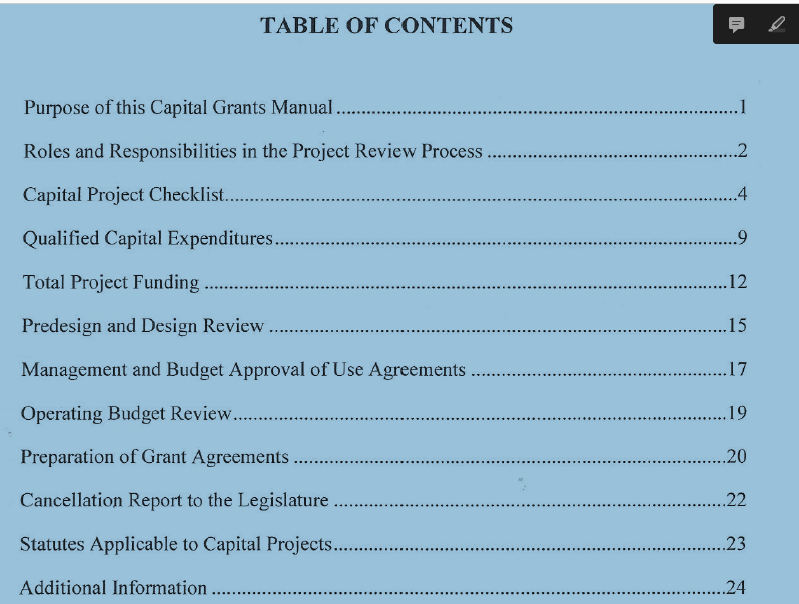 TABLE OF CONTENTS
Purpose of this Capital Grants Manual ........................................................................1
Roles and Responsibilities in the Project Review Process .............................................2
Capital Project Checklist............................................................................................4
Qualified Capital Expenditures...................................................................................9
Total Project Funding ..............................................................................................12
Predesign and Design Review ..................................................................................15
Management and Budget Approval of Use Agreements ..............................................17
Operating Budget Review.........................................................................................19
Preparation of Grant Agreements ..............................................................................20
Cancellation Report to the Legislature .......................................................................22
Statutes Applicable to Capital Projects.......................................................................23
Additional Information .............................................................................................24